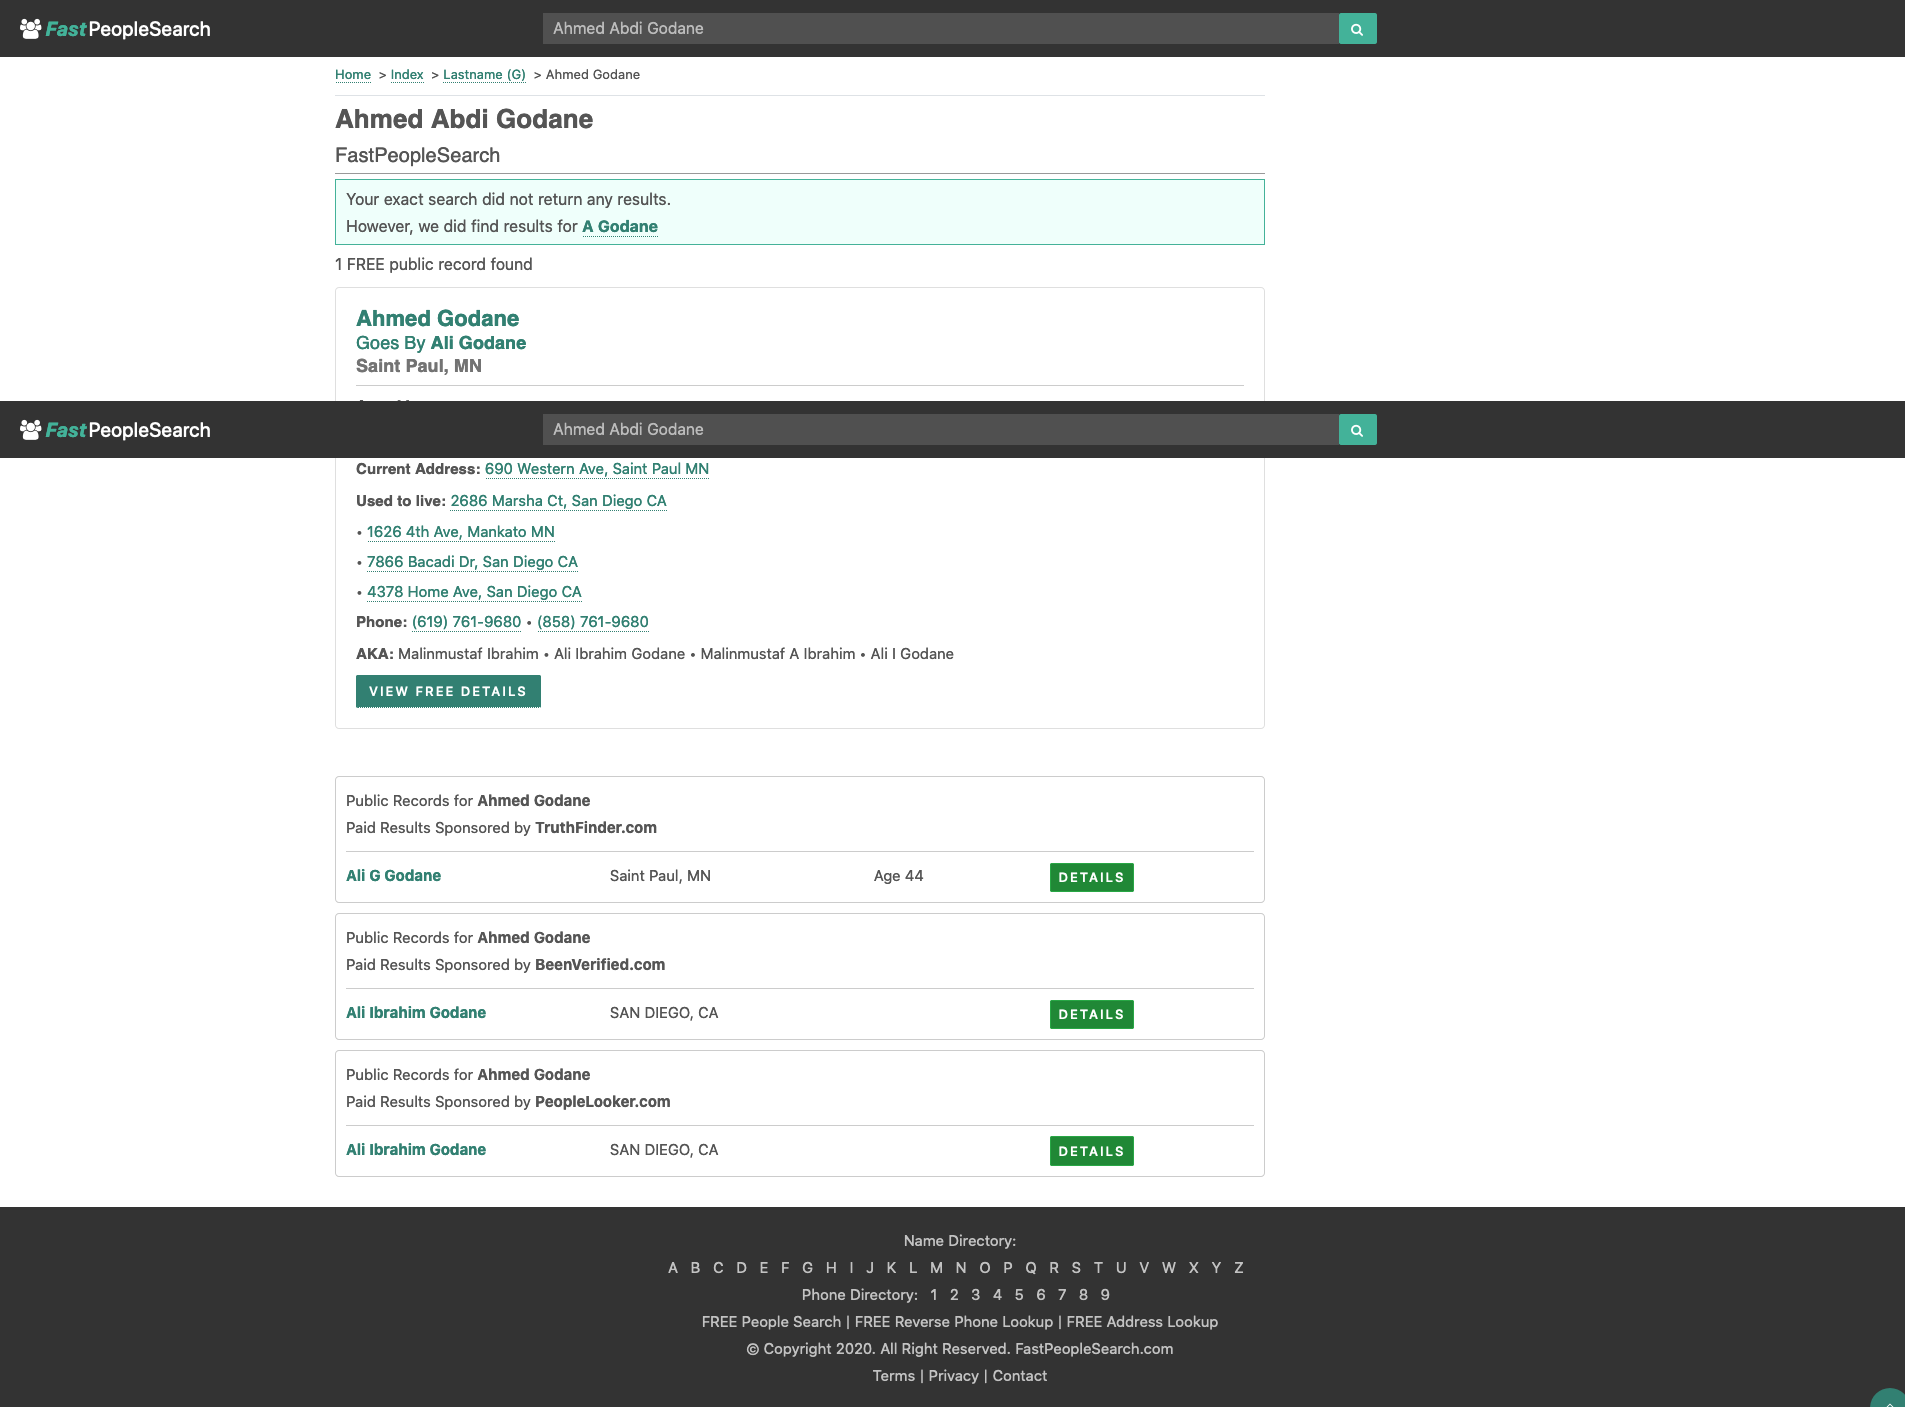 FastPeopleSearch
Ahmed Abdi Godane
Home > Index > Lastname (G) > Ahmed Godane
Ahmed Abdi Godane
FastPeopleSearch
Your exact search did not return any results.
However, we did find results for A Godane
1 FREE public record found
Ahmed Godane
Goes By Ali Godane
Saint Paul, MN
FastPeopleSearch
Ahmed Abdi Godane
Current Address: 690 Western Ave, Saint Paul MN
Used to live: 2686 Marsha Ct, San Diego CA
• 1626 4th Ave, Mankato MN
• 7866 Bacadi Dr, San Diego CA
• 4378 Home Ave, San Diego CA
Phone: (619) 761-9680 • (858) 761-9680
AKA: Malinmustaf Ibrahim • Ali Ibrahim Godane • Malinmustaf A Ibrahim • Ali I Godane
VIEW FREE DETAILS
Public Records for Ahmed Godane
Paid Results Sponsored by TruthFinder.com
Ali G Godane Saint Paul, MN Age 44 DETAILS
Public Records for Ahmed Godane
Paid Results Sponsored by BeenVerified.com
Ali Ibrahim Godane SAN DIEGO, CA DETAILS
Public Records for Ahmed Godane
Paid Results Sponsored by PeopleLooker.com
Ali Ibrahim Godane SAN DIEGO, CA DETAILS
Name Directory:
A B C D E F G H I J K L M N O P Q R S T U V W X Y Z
Phone Directory: 1 2 3 4 5 6 7 8 9
FREE People Search | FREE Reverse Phone Lookup | FREE Address Lookup
© Copyright 2020. All Right Reserved. FastPeopleSearch.com
Terms | Privacy | Contact